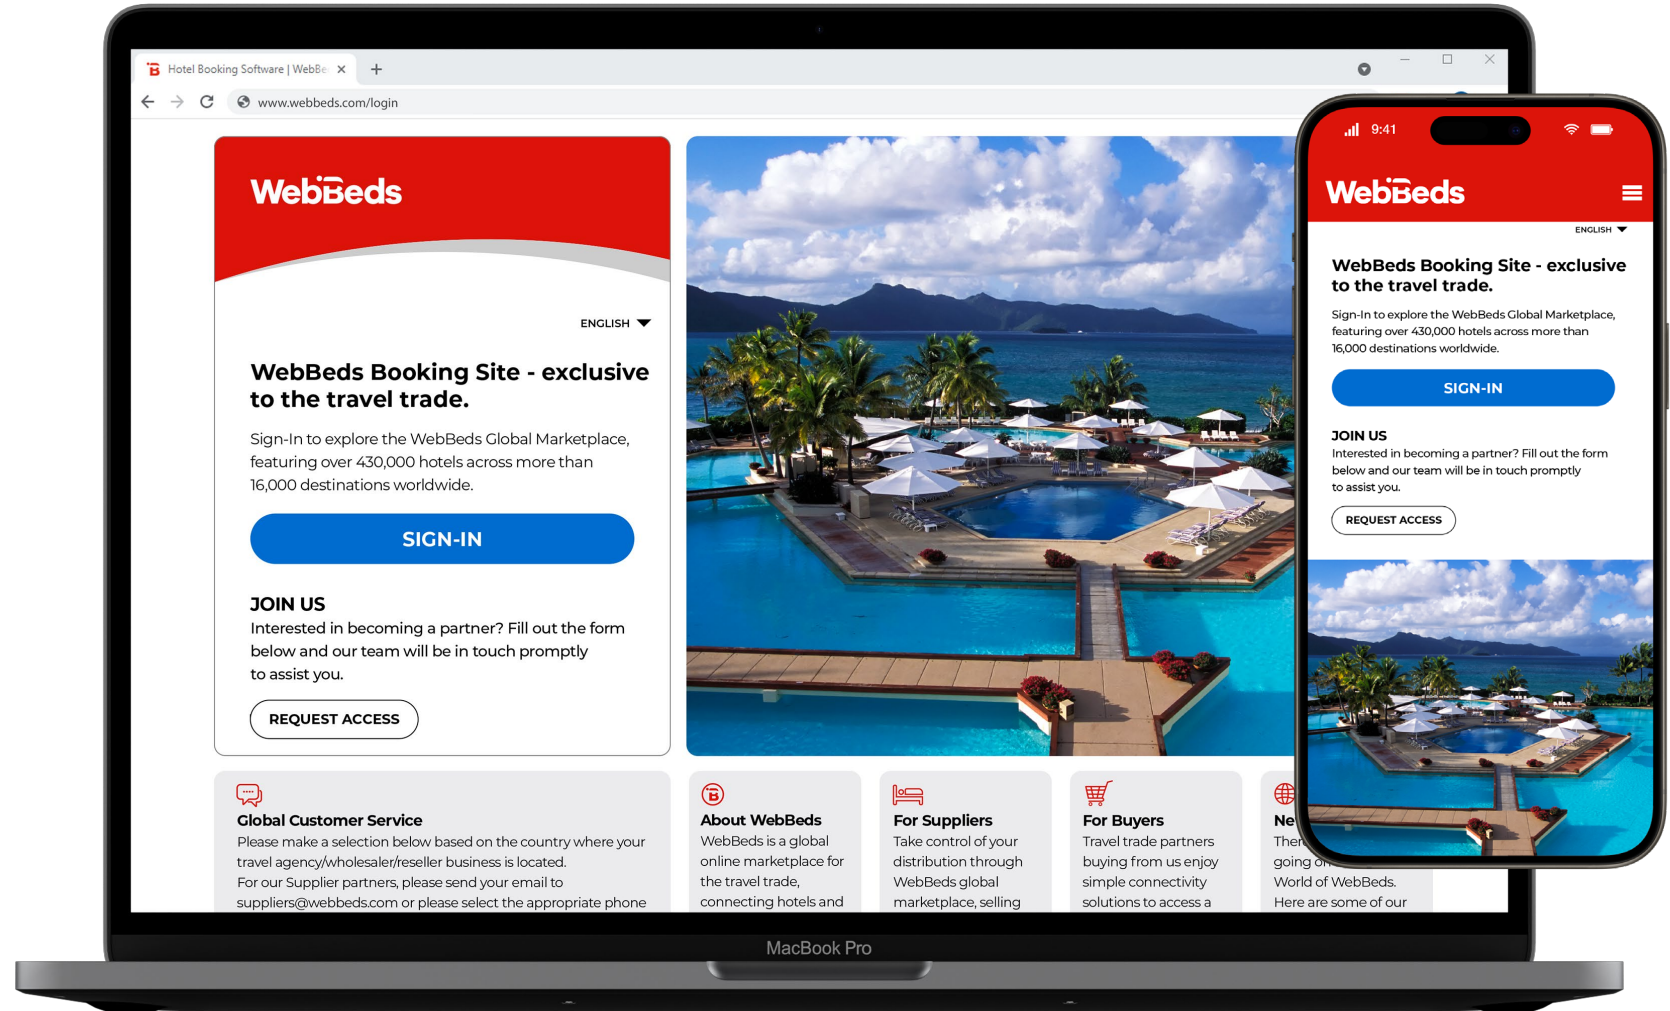 Hotel Booking Software | WebBe
www.webbeds.com/login
WebBeds
ENGLISH
WebBeds Booking Site - exclusive
to the travel trade.
Sign-In to explore the WebBeds Global Marketplace,
featuring over 430,000 hotels across more than
16,000 destinations worldwide.
SIGN-IN
JOIN US
Interested in becoming a partner? Fill out the form
below and our team will be in touch promptly
to assist you.
REQUEST ACCESS
Global Customer Service
Please make a selection below based on the country where your
travel agency/wholesaler/reseller business is located.
For our Supplier partners, please send your email to
suppliers@webbeds.com or please select the appropriate phone
About WebBeds
WebBeds is a global
online marketplace for
the travel trade,
connecting hotels and
For Suppliers
Take control of your
distribution through
WebBeds global
marketplace, selling
For Buyers
Travel trade partners
buying from us enjoy
simple connectivity
solutions to access a
Ne
Ther
going o
World of WebBeds.
Here are some of our
9:41
WebBeds
ENGLISH
WebBeds Booking Site - exclusive
to the travel trade.
Sign-In to explore the WebBeds Global Marketplace,
featuring over 430,000 hotels across more than
16,000 destinations worldwide.
SIGN-IN
JOIN US
Interested in becoming a partner? Fill out the form
below and our team will be in touch promptly
to assist you.
REQUEST ACCESS
MacBook Pro